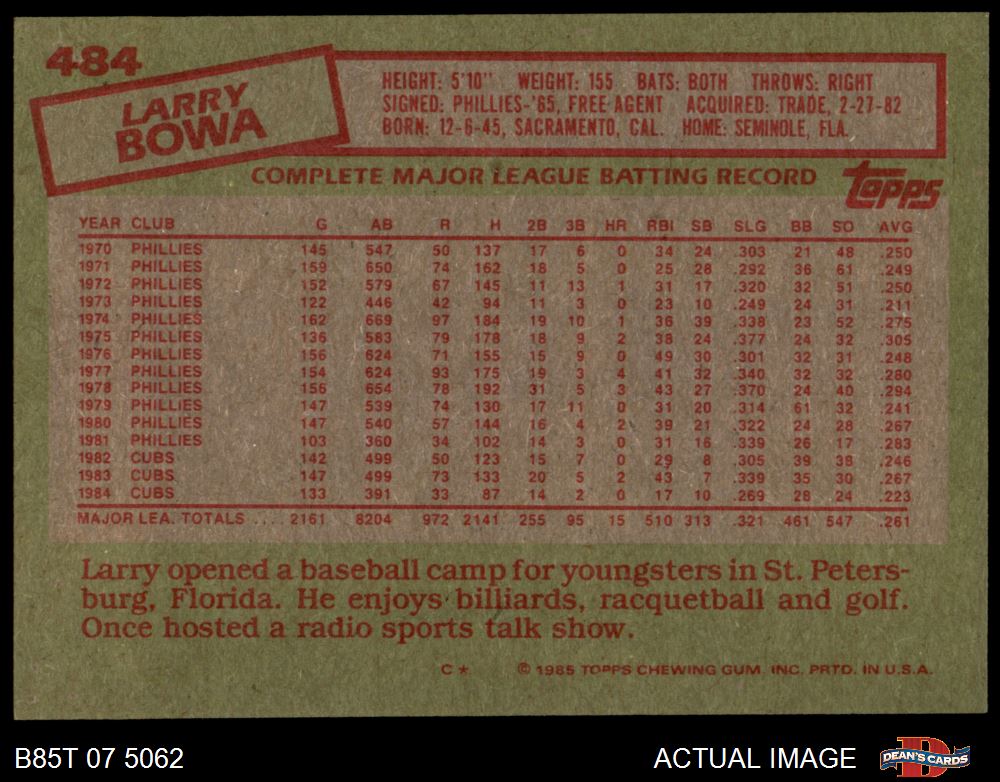 484
LARRY
BOWA
HEIGHT: 5'10" WEIGHT: 155 BATS: BOTH THROWS: RIGHT
SIGNED: PHILLIES-'65, FREE AGENT ACQUIRED: TRADE, 2-27-82
BORN: 12-6-45, SACRAMENTO, CAL. HOME: SEMINOLE, FLA.
COMPLETE MAJOR LEAGUE BATTING RECORD
topps
YEAR CLUB G AB R H 2B 3B HR RBI SB SLG BB SO AVG
1970 PHILLIES 145 547 50 137 17 6 0 34 24 .303 21 48 .250
1971 PHILLIES 159 650 74 162 18 5 0 25 28 .292 36 61 .249
1972 PHILLIES 152 579 67 145 11 13 1 31 17 .320 32 51 .250
1973 PHILLIES 122 446 42 94 11 3 0 23 10 .249 24 31 .211
1974 PHILLIES 162 669 97 184 19 10 1 36 39 .338 23 52 .275
1975 PHILLIES 136 583 79 178 18 9 2 38 24 .377 24 32 .305
1976 PHILLIES 156 624 71 155 15 9 0 49 30 .301 32 31 .248
1977 PHILLIES 154 624 93 175 19 3 4 41 32 .340 32 32 .280
1978 PHILLIES 156 654 78 192 31 5 3 43 27 .370 24 40 .294
1979 PHILLIES 147 539 74 130 17 11 0 31 20 .314 61 32 .241
1980 PHILLIES 147 540 57 144 16 4 2 39 21 .322 24 28 .267
1981 PHILLIES 103 360 34 102 14 3 0 31 16 .339 26 17 .283
1982 CUBS 142 499 50 123 15 7 0 29 8 .305 39 38 .246
1983 CUBS 147 499 73 133 20 5 2 43 7 .339 35 30 .267
1984 CUBS 133 391 33 87 14 2 0 17 10 .269 28 24 .223
MAJOR LEA. TOTALS .... 2161 8204 972 2141 255 95 15 510 313 .321 461 547 .261
Larry opened a baseball camp for youngsters in St. Peters-
burg, Florida. He enjoys billiards, racquetball and golf.
Once hosted a radio sports talk show.
C* © 1985 TOPPS CHEWING GUM. INC. PRTD. IN U.S.A.
B85T 07 5062 ACTUAL IMAGE DEAN'S CARDS